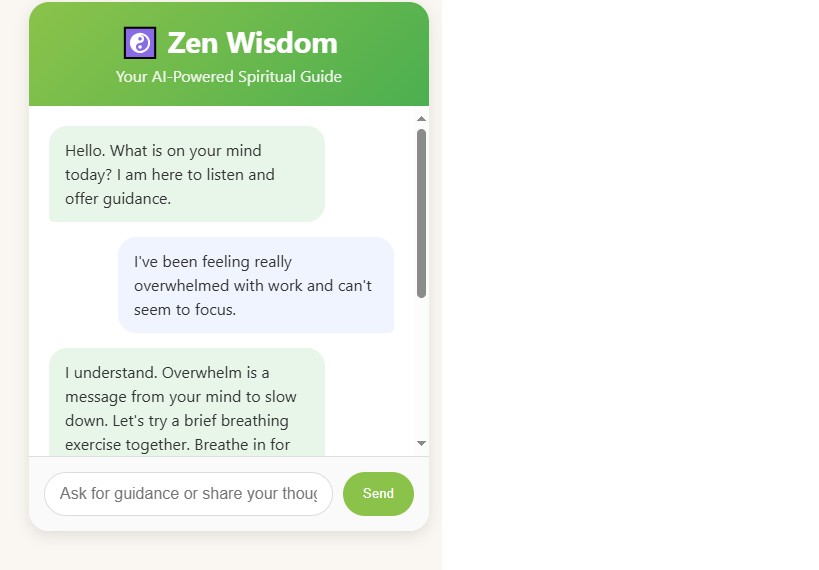 ☯ Zen Wisdom
Your AI-Powered Spiritual Guide
Hello. What is on your mind
today? I am here to listen and
offer guidance.
I've been feeling really
overwhelmed with work and can't
seem to focus.
I understand. Overwhelm is a
message from your mind to slow
down. Let's try a brief breathing
exercise together. Breathe in for
Ask for guidance or share your thoug
Send